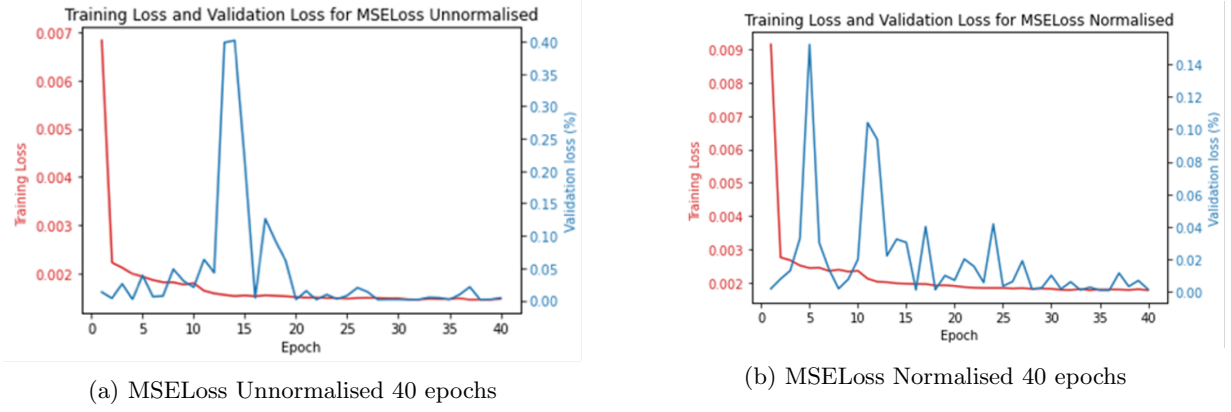 Training Loss and Validation Loss for MSELoss Unnormalised
0.007
0.006
0.005
0.004
0.003
0.002
Training Loss
0.40
0.35
0.30
0.25
0.20
0.15
0.10
0.05
0.00
Validation loss (%)
0 5 10 15 20 25 30 35 40
Epoch
(a) MSELoss Unnormalised 40 epochs
Training Loss and Validation Loss for MSELoss Normalised
0.009
0.008
0.007
0.006
0.005
0.004
0.003
0.002
Training Loss
0.14
0.12
0.10
0.08
0.06
0.04
0.02
0.00
Validation loss (%)
0 5 10 15 20 25 30 35 40
Epoch
(b) MSELoss Normalised 40 epochs